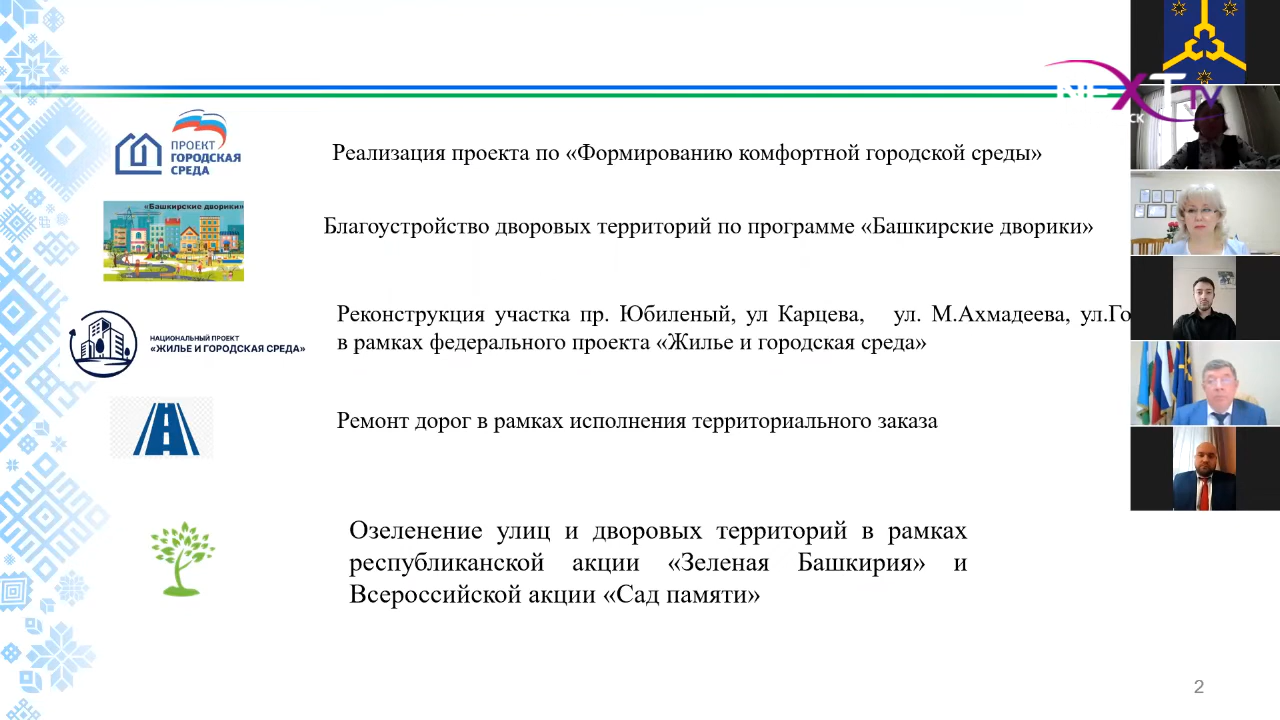 NEXT TV
СК
ПРОЕКТ
ГОРОДСКАЯ
СРЕДА
Реализация проекта по «Формированию комфортной городской среды»
«Башкирские дворики»
Благоустройство дворовых территорий по программе «Башкирские дворики»
Реконструкция участка пр. Юбиленый, ул Карцева, ул. М.Ахмадеева, ул.Го
в рамках федерального проекта «Жилье и городская среда»
НАЦИОНАЛЬНЫЙ ПРОЕКТ
«ЖИЛЬЕ И ГОРОДСКАЯ СРЕДА»
Ремонт дорог в рамках исполнения территориального заказа
Озеленение улиц и дворовых территорий в рамках
республиканской акции «Зеленая Башкирия» и
Всероссийской акции «Сад памяти»
2